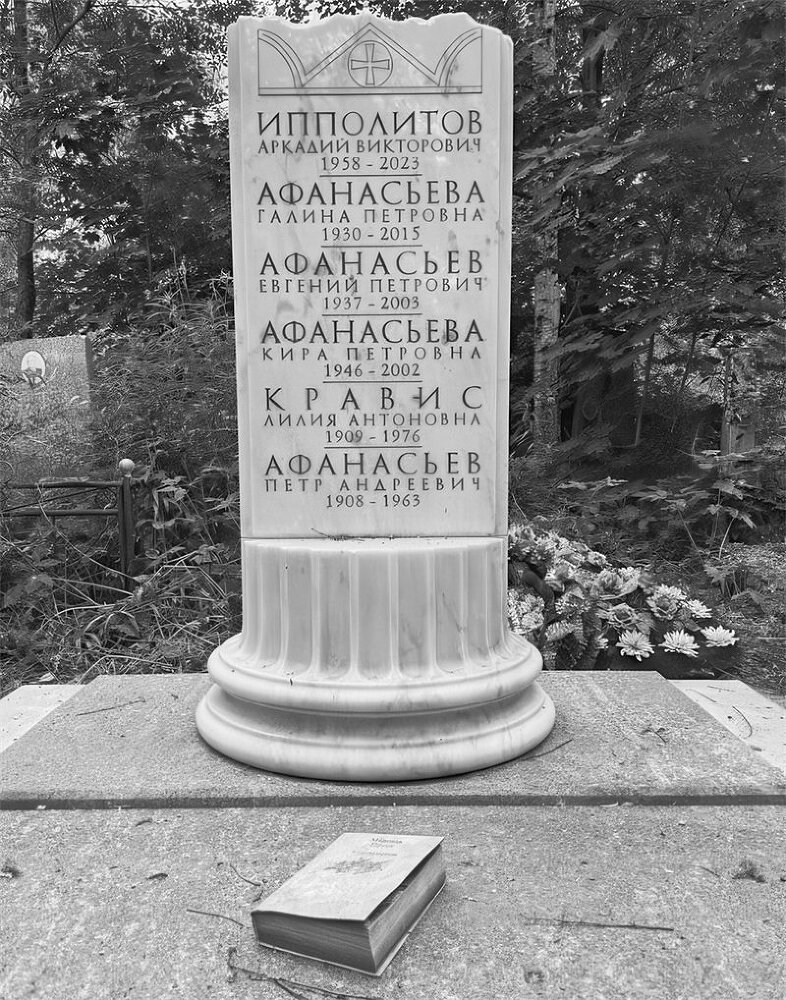 ИППОЛИТОВ
АРКАДИЙ ВИКТОРОВИЧ
1958 - 2023
АФАНАСЬЕВА
ГАЛИНА ПЕТРОВНА
1930 - 2015
АФАНАСЬЕВ
ЕВГЕНИЙ ПЕТРОВИЧ
1937 - 2003
АФАНАСЬЕВА
КИРА ПЕТРОВНА
1946 - 2002
КРАВИС
ЛИЛИЯ АНТОНОВНА
1909 - 1976
АФАНАСЬЕВ
ПЕТР АНДРЕЕВИЧ
1908 - 1963